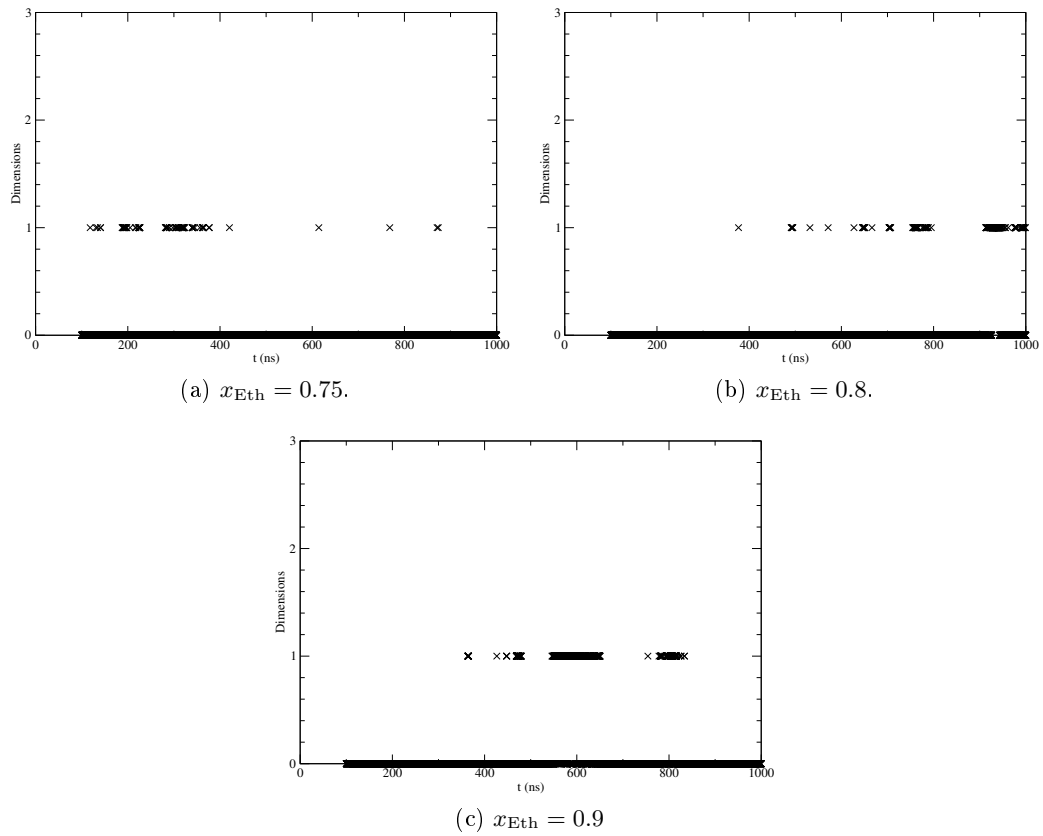 3
2
Dimensions
1
0
0 200 400 600 800 1000
t (ns)
(a) x_Eth = 0.75.
3
2
Dimensions
1
0
0 200 400 600 800 1000
t (ns)
(b) x_Eth = 0.8.
3
2
Dimensions
1
0
0 200 400 600 800 1000
t (ns)
(c) x_Eth = 0.9